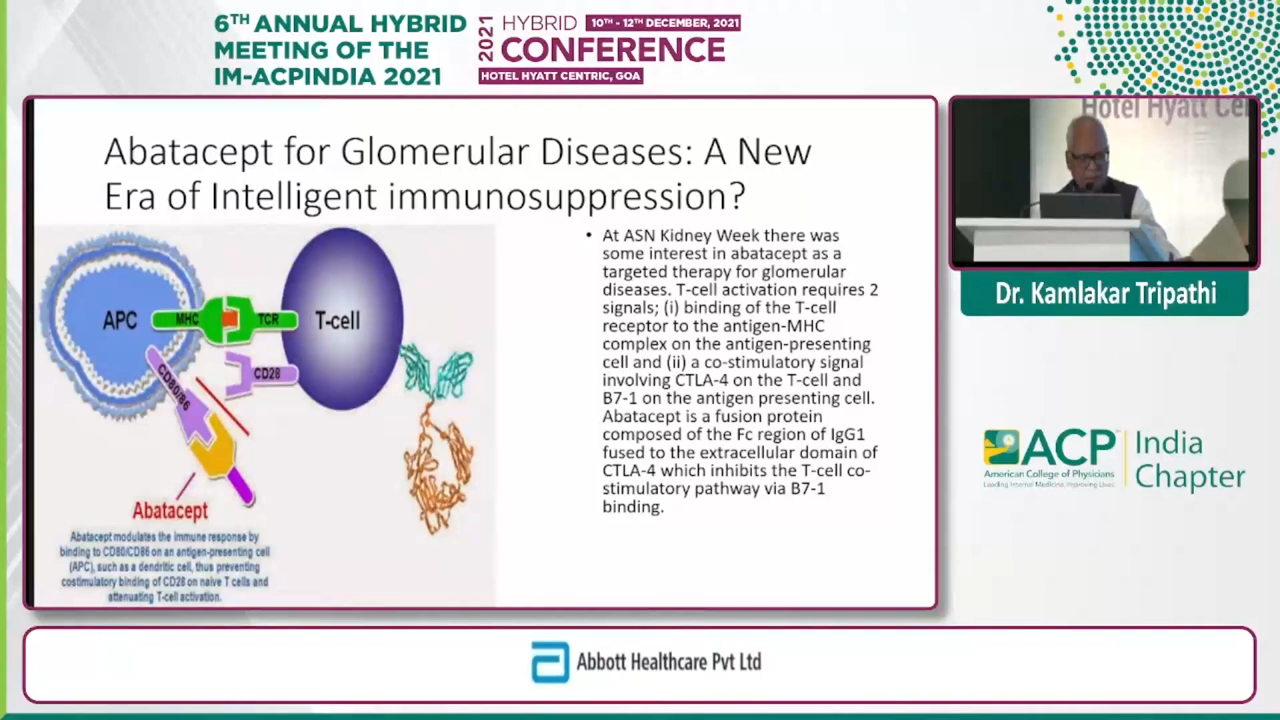 6TH ANNUAL HYBRID
MEETING OF THE
IM-ACPINDIA 2021
2021
HYBRID
10TH - 12TH DECEMBER, 2021
CONFERENCE
HOTEL HYATT CENTRIC, GOA
Abatacept for Glomerular Diseases: A New
Era of Intelligent immunosuppression?
APC
MHC
TCR
T-cell
CD28
CD80/86
Abatacept
Abatacept modulates the immune response by
binding to CD80/CD86 on an antigen-presenting cell
(APC), such as a dendritic cell, thus preventing
costimulatory binding of CD28 on naive T cells and
attenuating T-cell activation.
• At ASN Kidney Week there was
some interest in abatacept as a
targeted therapy for glomerular
diseases. T-cell activation requires 2
signals; (i) binding of the T-cell
receptor to the antigen-MHC
complex on the antigen-presenting
cell and (ii) a co-stimulatory signal
involving CTLA-4 on the T-cell and
B7-1 on the antigen presenting cell.
Abatacept is a fusion protein
composed of the Fc region of IgG1
fused to the extracellular domain of
CTLA-4 which inhibits the T-cell co-
stimulatory pathway via B7-1
binding.
Hotel Hyatt Ce
Dr. Kamlakar Tripathi
ACP
American College of Physicians
Leading Internal Medicine, Improving Lives
India
Chapter
Abbott Healthcare Pvt Ltd